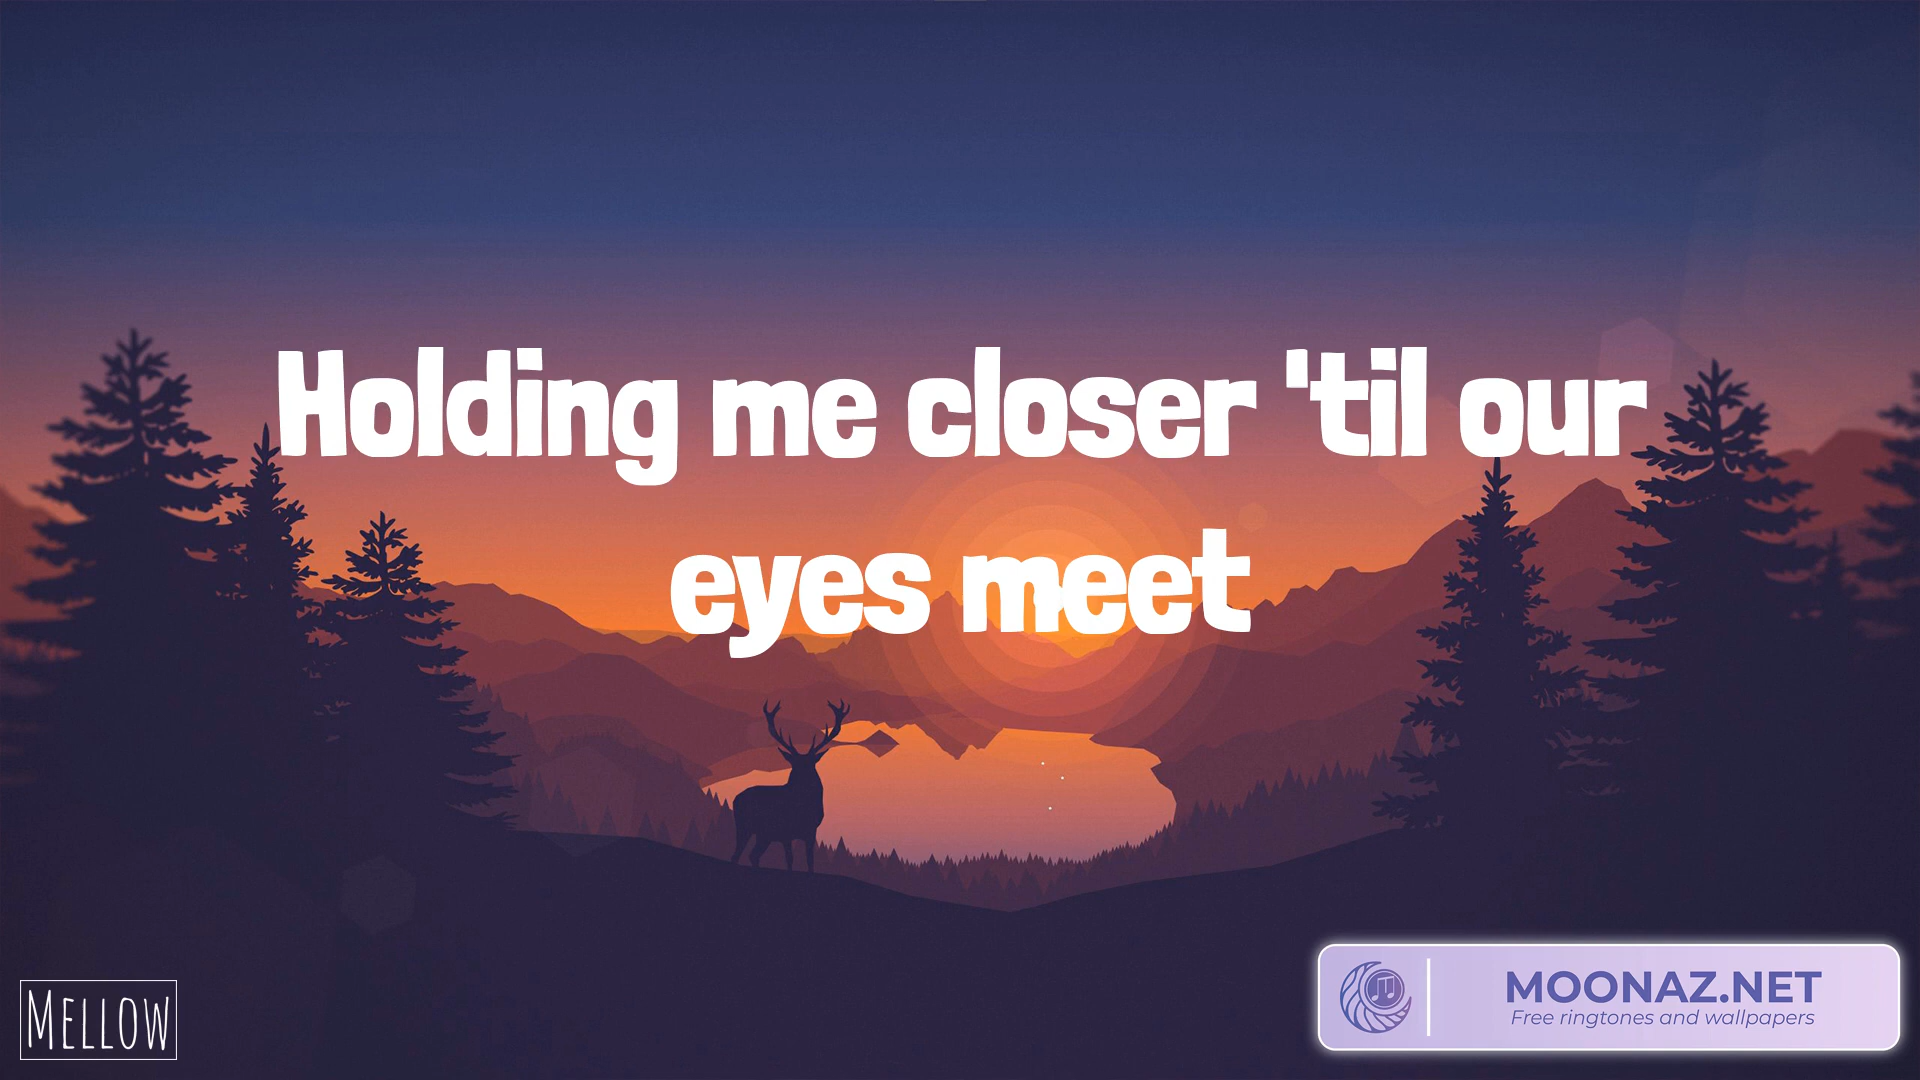 Holding me closer 'til our
eyes meet
MELLOW
MOONAZ.NET
Free ringtones and wallpapers